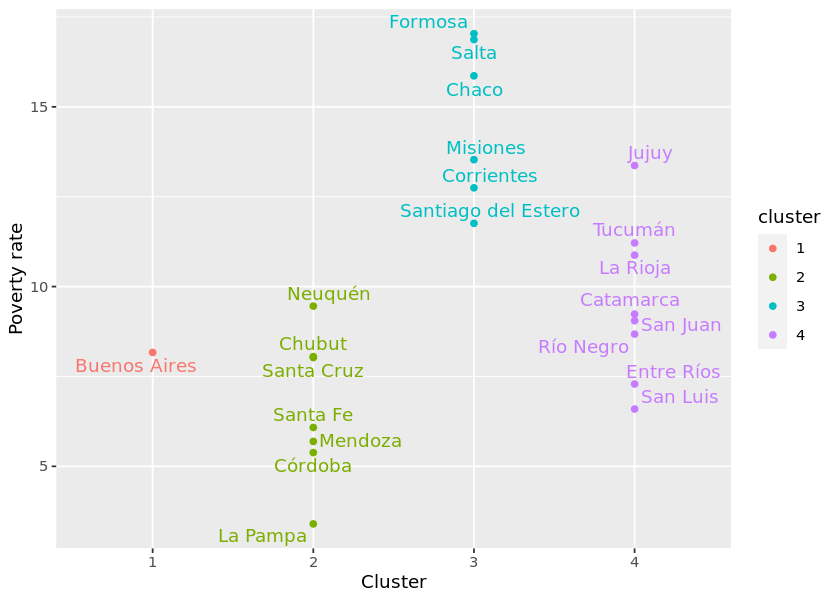 Formosa
Salta
Chaco
15
Misiones
Jujuy
Corrientes
Santiago del Estero
cluster
Tucumán
1
La Rioja
2
10
Neuquén
Catamarca
3
San Juan
4
Poverty rate
Chubut
Río Negro
Buenos Aires
Santa Cruz
Entre Ríos
San Luis
Santa Fe
Mendoza
5
Córdoba
La Pampa
1
2
3
4
Cluster